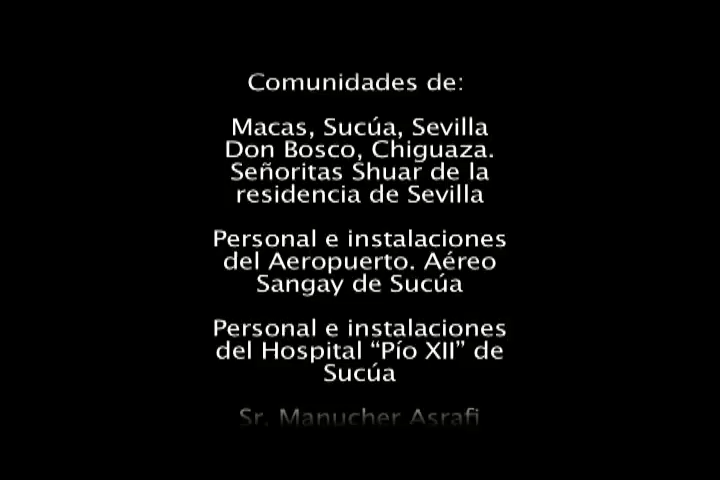 Comunidades de:
Macas, Sucúa, Sevilla
Don Bosco, Chiguaza.
Señoritas Shuar de la
residencia de Sevilla
Personal e instalaciones
del Aeropuerto. Aéreo
Sangay de Sucúa
Personal e instalaciones
del Hospital “Pío XII” de
Sucúa
Sr. Manucher Asrafi